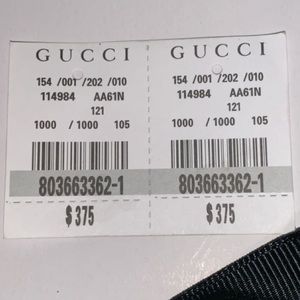 GUCCI GUCCI
154 /001 /202 /010 154 /001 /202 /010
114984 AA61N 114984 AA61N
121 121
1000 / 1000 105 1000 / 1000 105
803663362-1 803663362-1
$375 $375